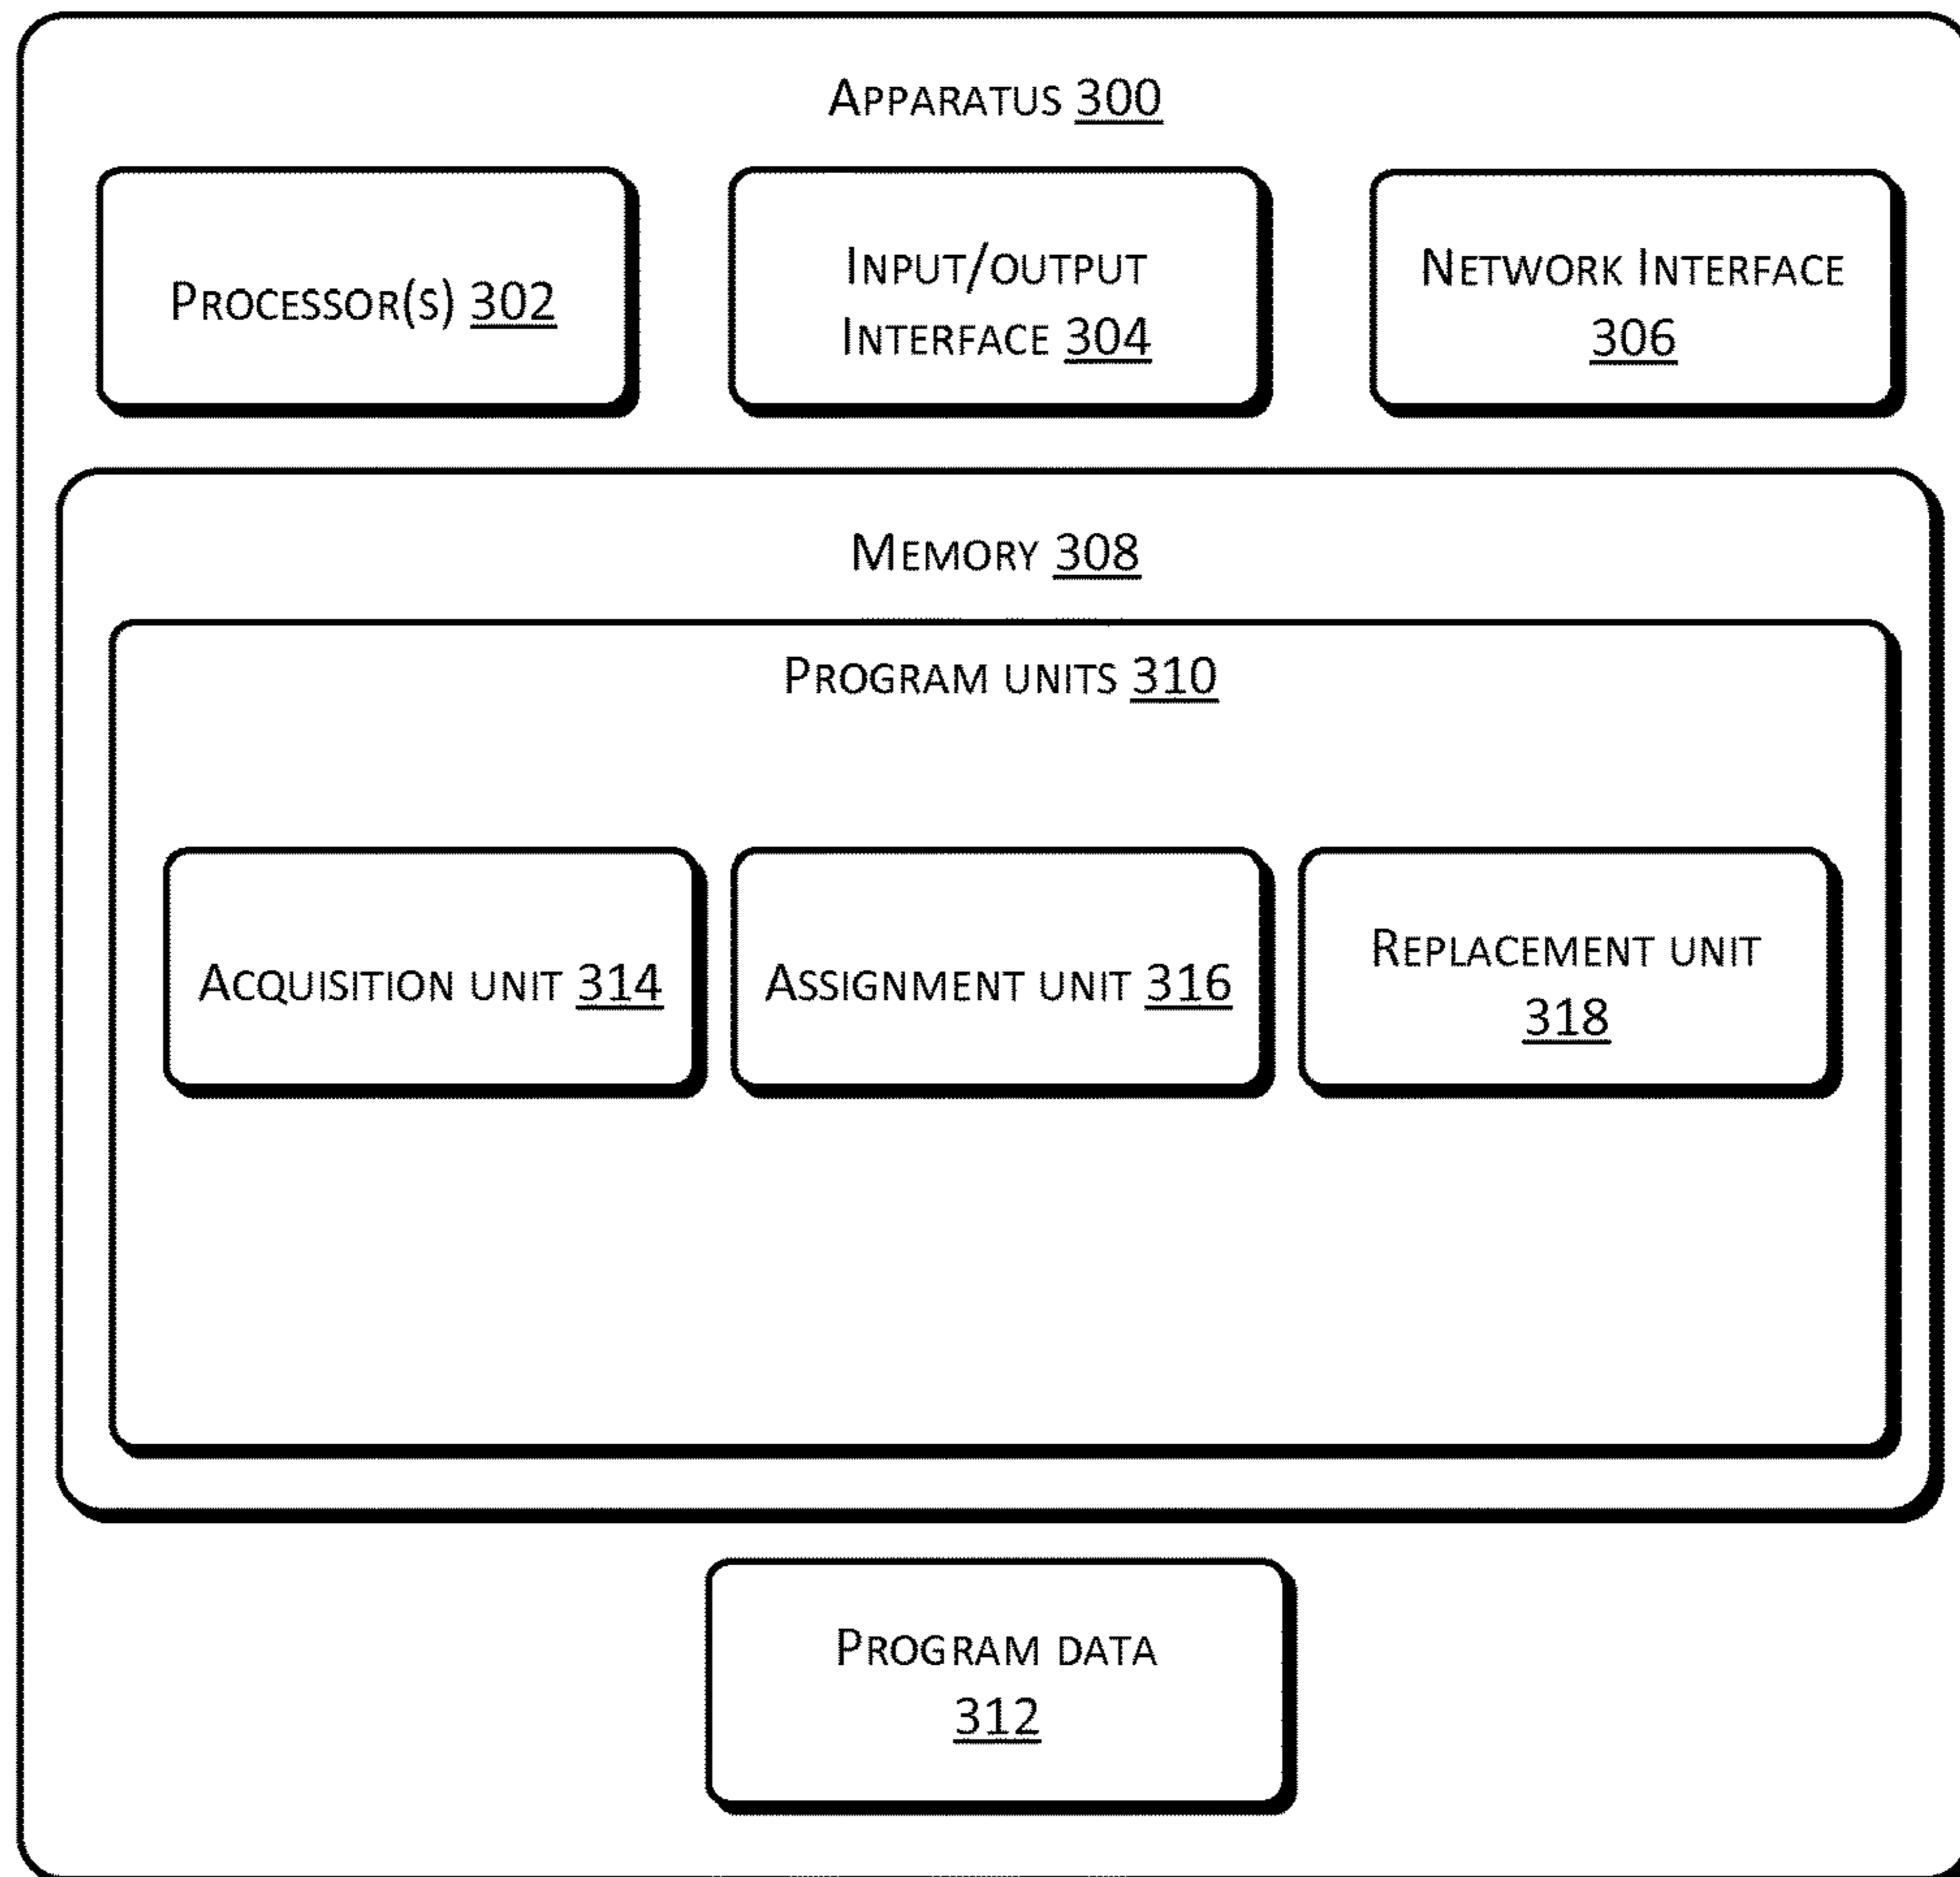 Apparatus 300
Processor(s) 302
Input/output
Interface 304
Network Interface
306
Memory 308
Program units 310
Acquisition unit 314
Assignment unit 316
Replacement unit
318
Program data
312